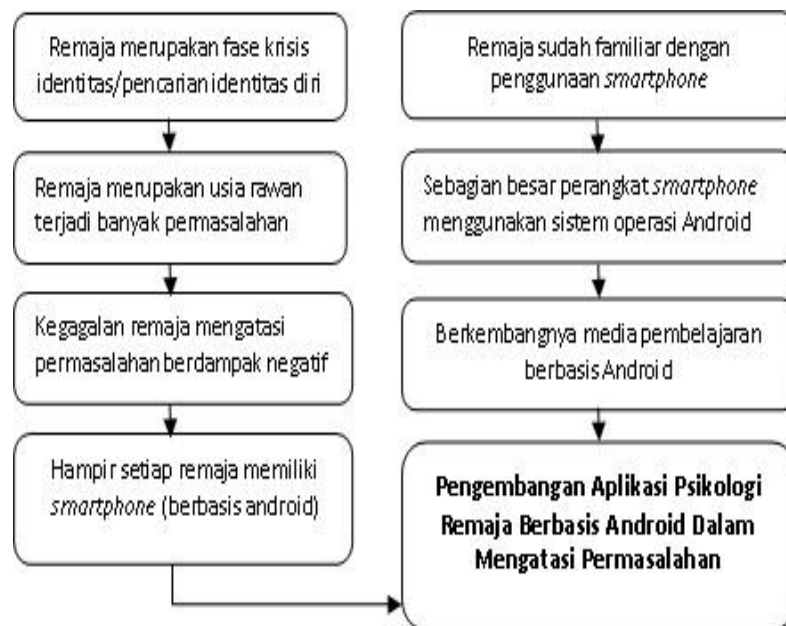 Remaja merupakan fase krisis
identitas/pencarian identitas diri
Remaja merupakan usia rawan
terjadi banyak permasalahan
Kegagalan remaja mengatasi
permasalahan berdampak negatif
Hampir setiap remaja memiliki
smartphone (berbasis android)
Remaja sudah familiar dengan
penggunaan smartphone
Sebagian besar perangkat smartphone
menggunakan sistem operasi Android
Berkembangnya media pembelajaran
berbasis Android
Pengembangan Aplikasi Psikologi
Remaja Berbasis Android Dalam
Mengatasi Permasalahan